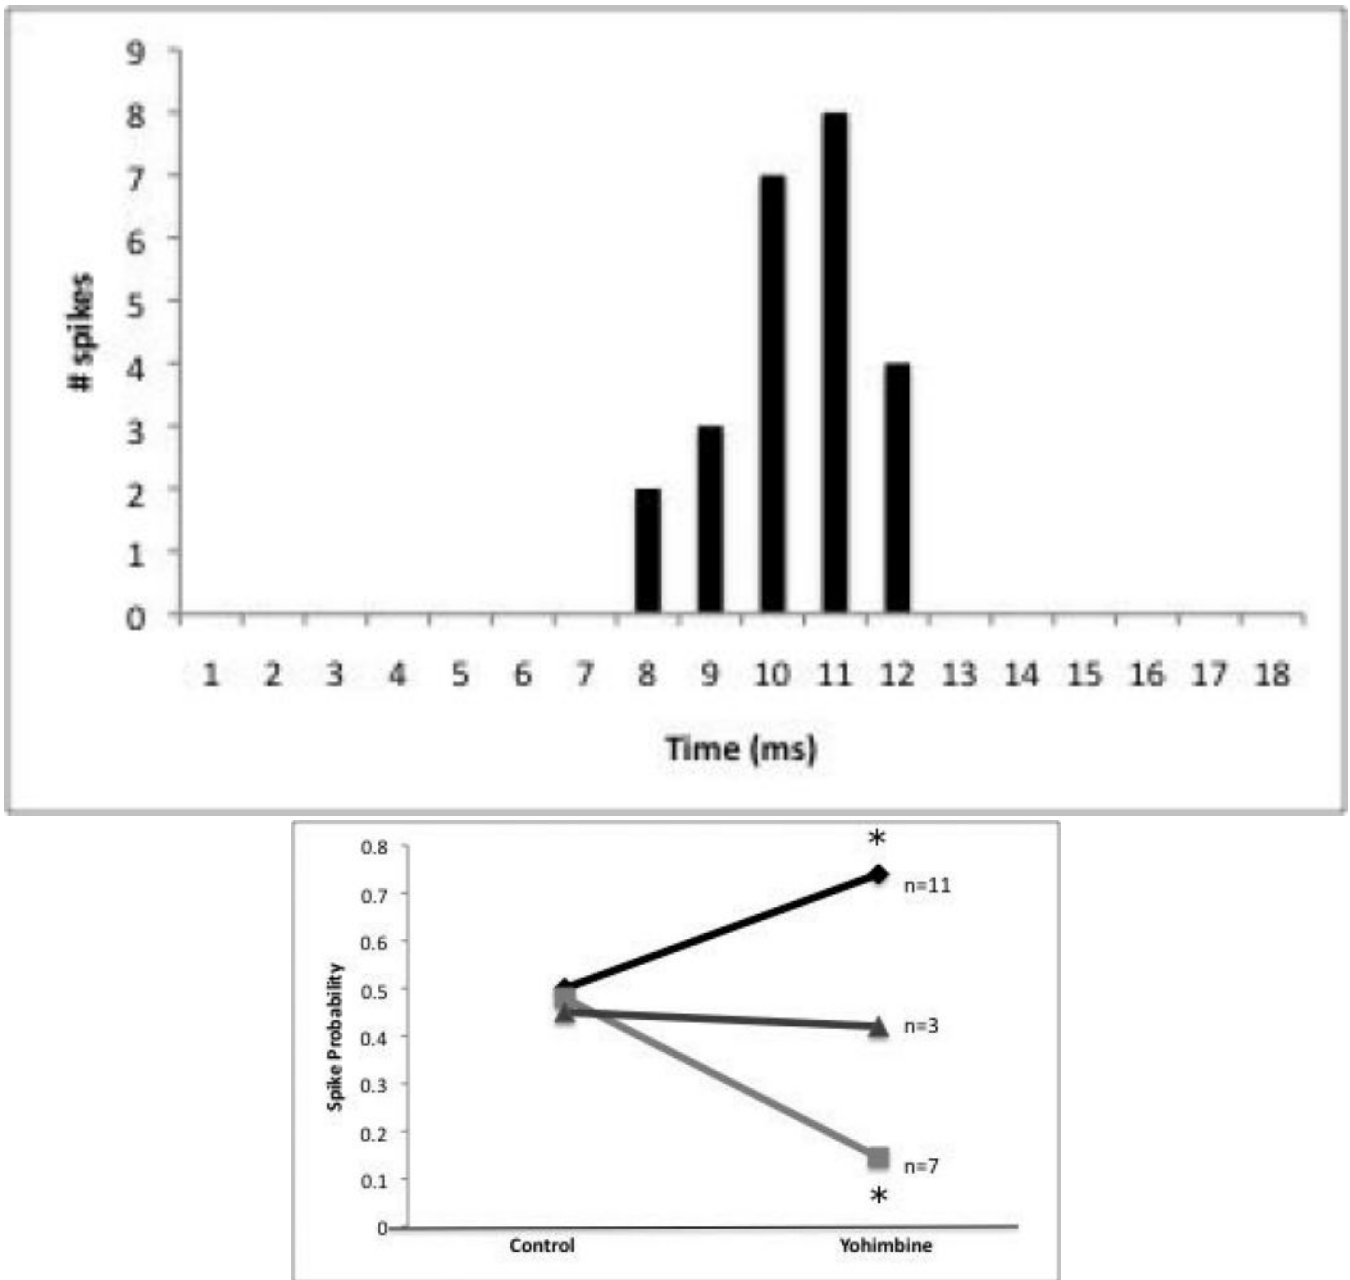 9
8
7
6
5
4
3
2
1
0
# spikes
1 2 3 4 5 6 7 8 9 10 11 12 13 14 15 16 17 18
Time (ms)
*
0.8
0.7
0.6
0.5
0.4
0.3
0.2
0.1
0
Spike Probability
n=11
n=3
n=7
*
Control Yohimbine